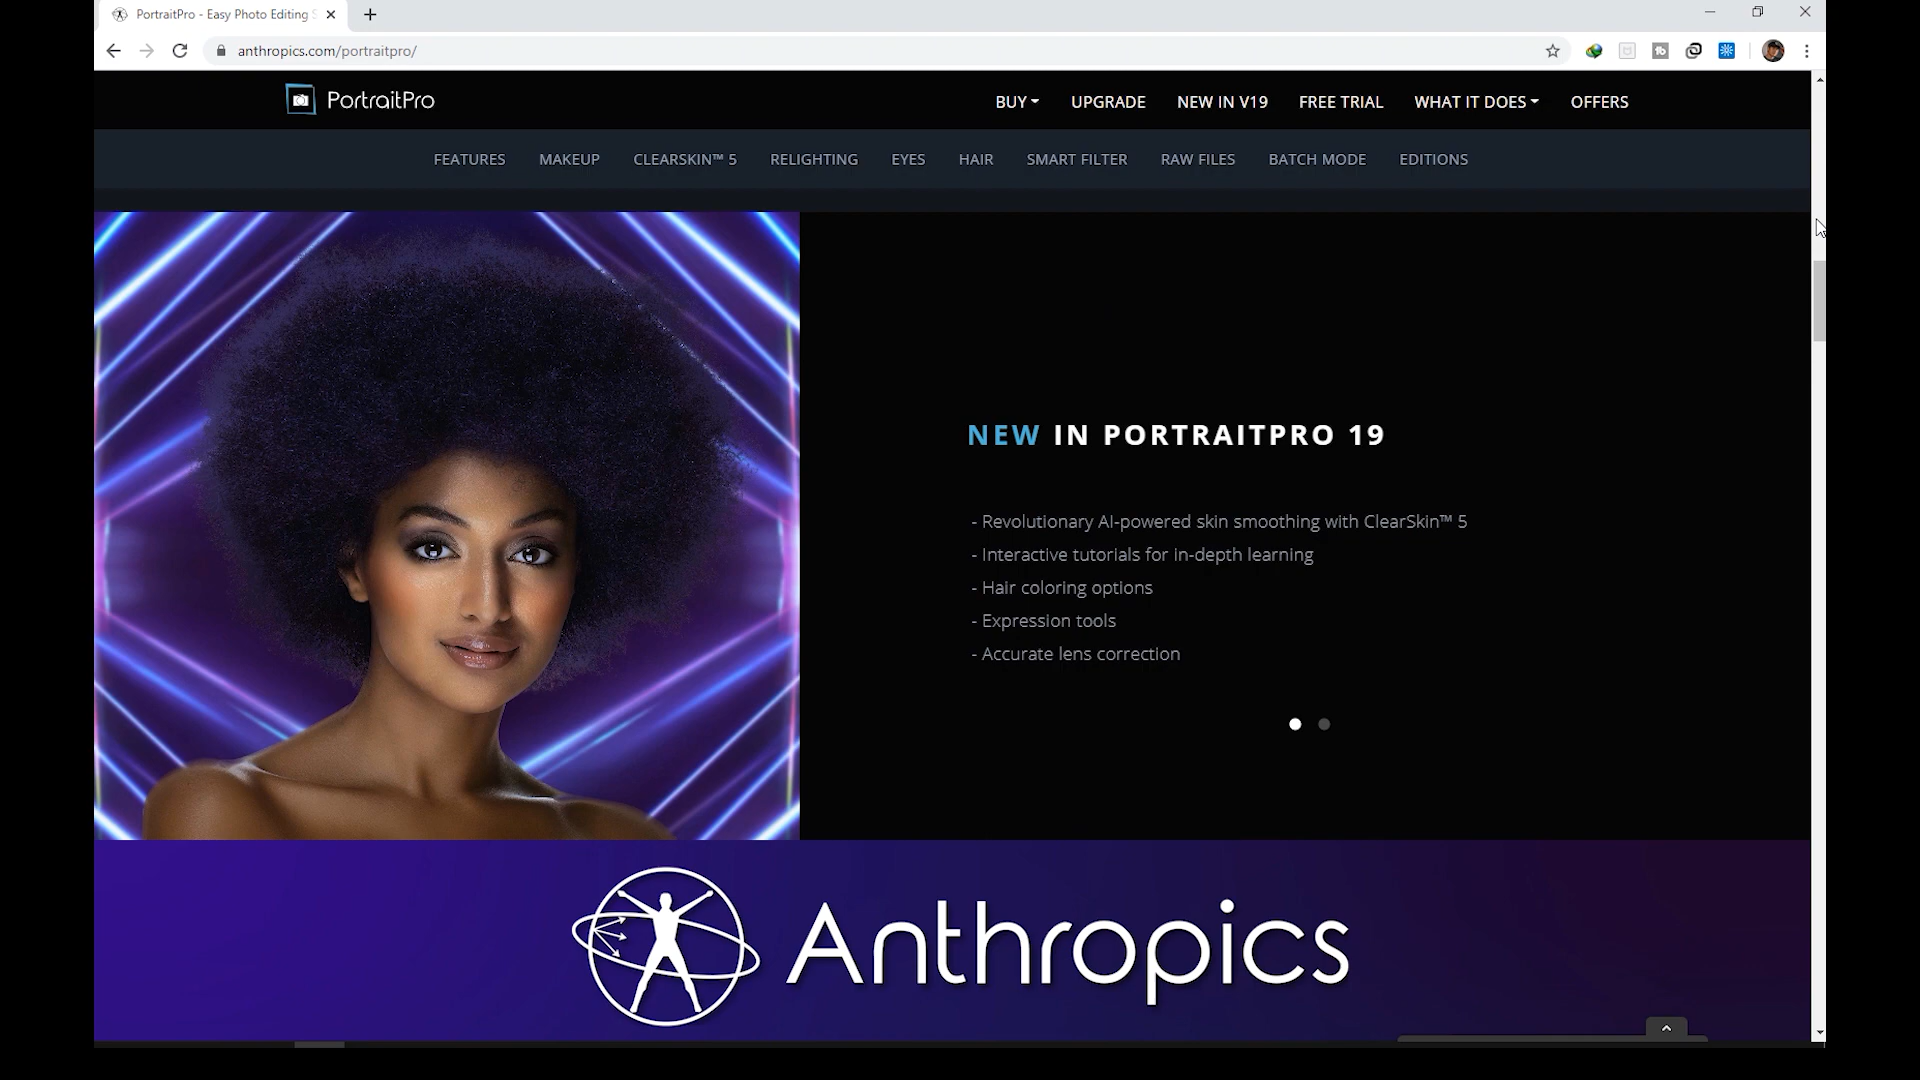 PortraitPro - Easy Photo Editing S
anthropics.com/portraitpro/
PortraitPro
BUY UPGRADE NEW IN V19 FREE TRIAL WHAT IT DOES OFFERS
FEATURES MAKEUP CLEARSKIN™ 5 RELIGHTING EYES HAIR SMART FILTER RAW FILES BATCH MODE EDITIONS
NEW IN PORTRAITPRO 19
- Revolutionary AI-powered skin smoothing with ClearSkin™ 5
- Interactive tutorials for in-depth learning
- Hair coloring options
- Expression tools
- Accurate lens correction
Anthropics